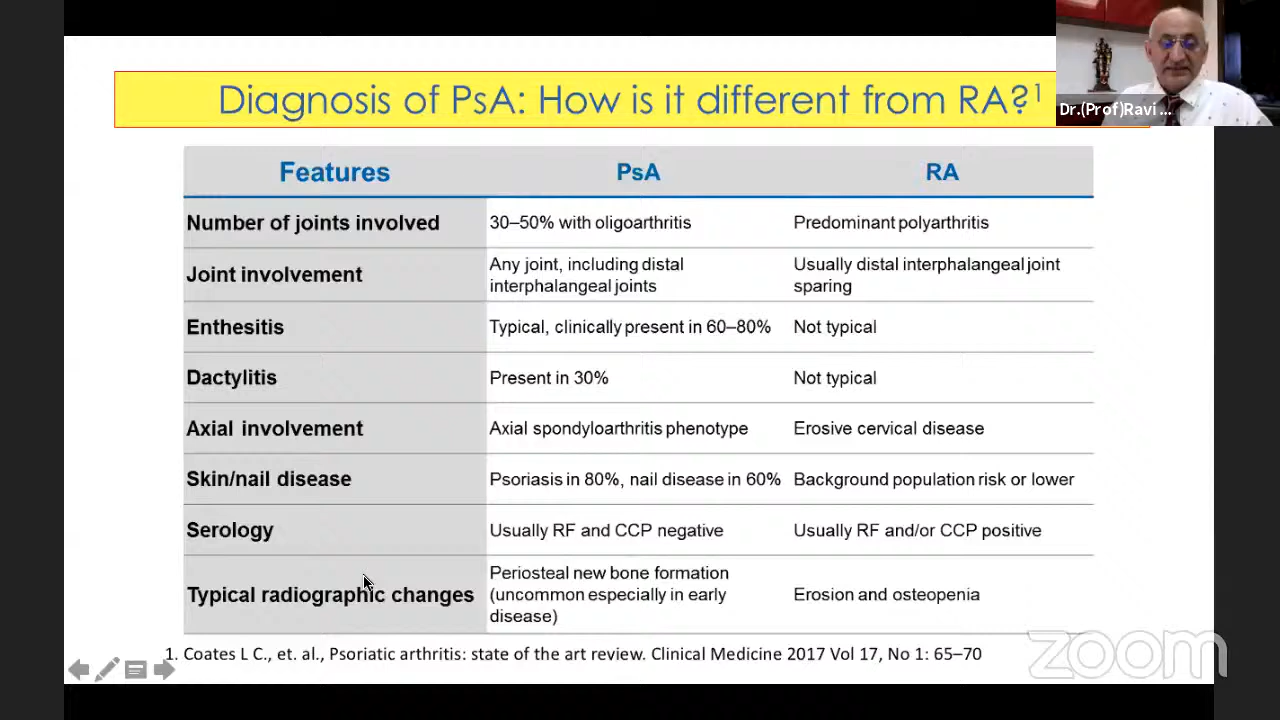 Diagnosis of PsA: How is it different from RA?1
Dr.(Prof)Ravi ...
Features PsA RA
Number of joints involved 30–50% with oligoarthritis Predominant polyarthritis
Joint involvement Any joint, including distal Usually distal interphalangeal joint
interphalangeal joints sparing
Enthesitis Typical, clinically present in 60–80% Not typical
Dactylitis Present in 30% Not typical
Axial involvement Axial spondyloarthritis phenotype Erosive cervical disease
Skin/nail disease Psoriasis in 80%, nail disease in 60% Background population risk or lower
Serology Usually RF and CCP negative Usually RF and/or CCP positive
Periosteal new bone formation
Typical radiographic changes (uncommon especially in early Erosion and osteopenia
disease)
1. Coates L C., et. al., Psoriatic arthritis: state of the art review. Clinical Medicine 2017 Vol 17, No 1: 65–70
zoom